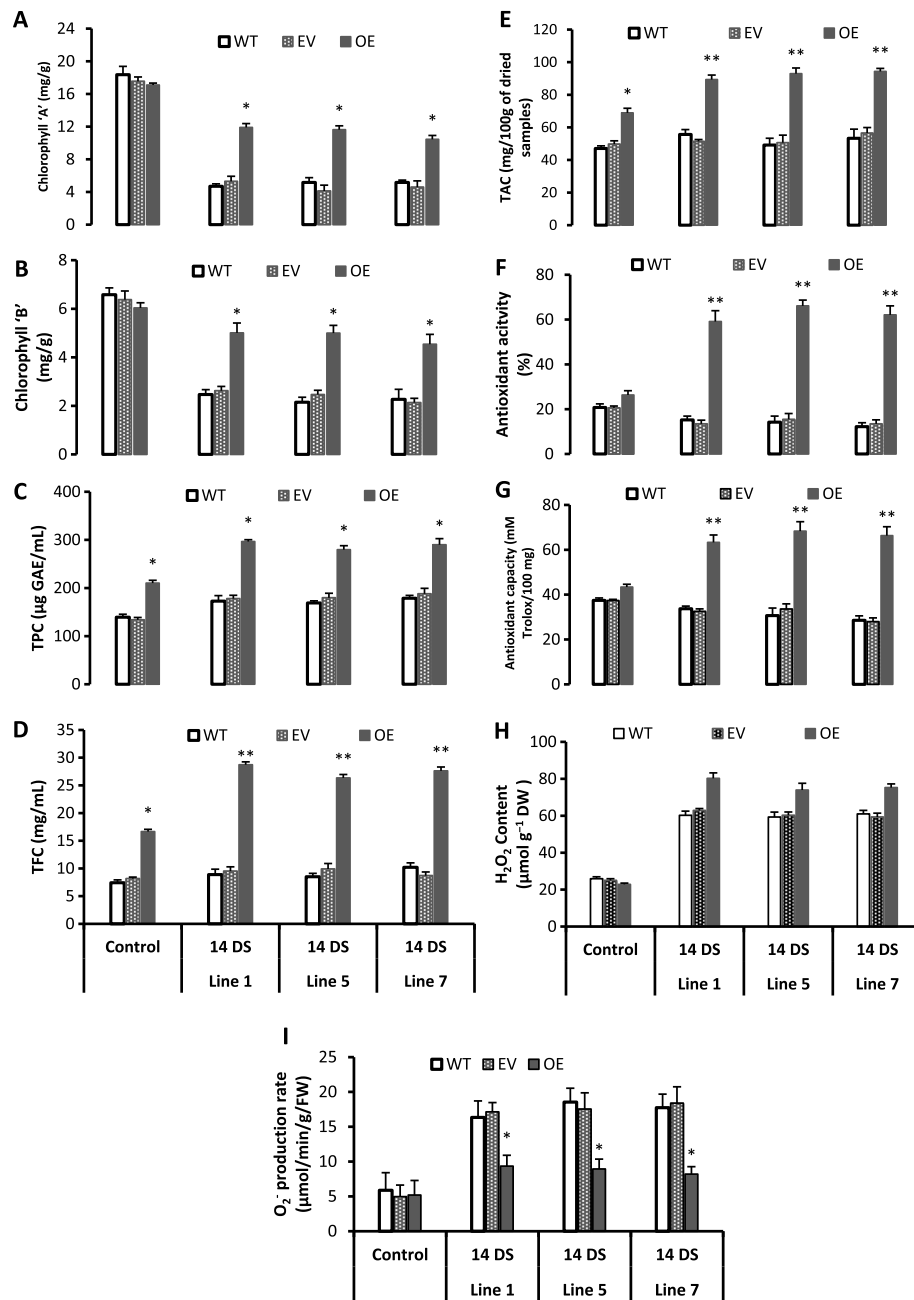 A
Chlorophyll 'A' (mg/g)
20
16
12
8
4
0
WT EV OE
*
*
*
B
Chlorophyll 'B'
(mg/g)
8
6
4
2
0
WT EV OE
*
*
*
C
TPC (µg GAE/mL)
400
300
200
100
0
WT EV OE
*
*
*
*
D
TFC (mg/mL)
35
30
25
20
15
10
5
0
WT EV OE
*
**
**
**
Control 14 DS 14 DS 14 DS
Line 1 Line 5 Line 7
E
TAC (mg/100g of dried
samples)
120
100
80
60
40
20
0
WT EV OE
*
**
**
**
F
Antioxidant acitvity
(%)
80
60
40
20
0
WT EV OE
**
**
**
G
Antioxidant capacity (mM
Trolox/100 mg)
80
60
40
20
0
WT EV OE
**
**
**
H
H₂O₂ Content
(µmol g⁻¹ DW)
100
80
60
40
20
0
WT EV OE
Control 14 DS 14 DS 14 DS
Line 1 Line 5 Line 7
I
O₂⁻ production rate
(µmol/min/g/FW)
25
20
15
10
5
0
WT EV OE
*
*
*
Control 14 DS 14 DS 14 DS
Line 1 Line 5 Line 7